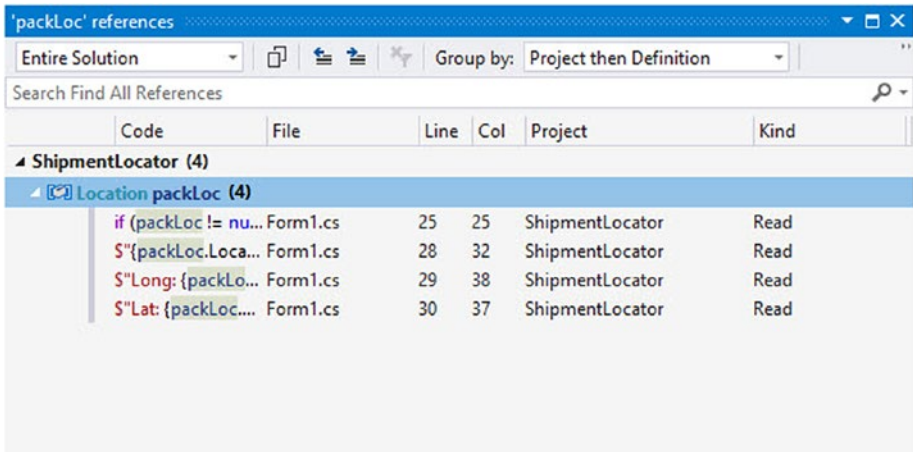 'packLoc' references
Entire Solution Group by: Project then Definition
Search Find All References
Code File Line Col Project Kind
ShipmentLocator (4)
Location packLoc (4)
if (packLoc != nu... Form1.cs 25 25 ShipmentLocator Read
$"{packLoc.Loca... Form1.cs 28 32 ShipmentLocator Read
$"Long: {packLo... Form1.cs 29 38 ShipmentLocator Read
$"Lat: {packLoc.... Form1.cs 30 37 ShipmentLocator Read